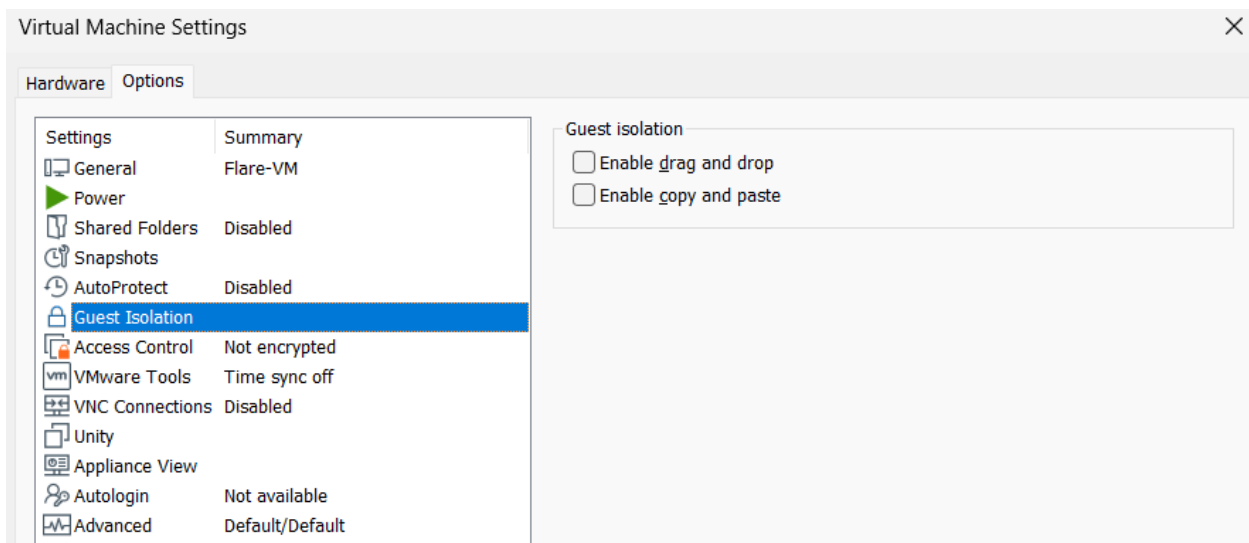 Virtual Machine Settings
Hardware Options
Settings Summary
General Flare-VM
Power
Shared Folders Disabled
Snapshots
AutoProtect Disabled
Guest Isolation
Access Control Not encrypted
vm VMware Tools Time sync off
VNC Connections Disabled
Unity
Appliance View
Autologin Not available
Advanced Default/Default
Guest isolation
Enable drag and drop
Enable copy and paste